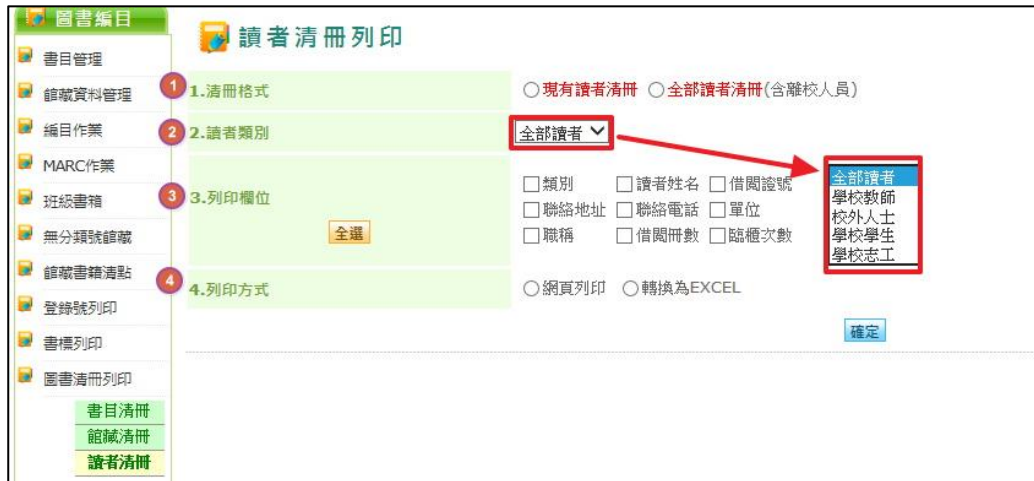 圖書編目
書目管理
館藏資料管理
編目作業
MARC作業
班級書箱
無分類號館藏
館藏書籍清點
登錄號列印
書標列印
圖書清冊列印
書目清冊
館藏清冊
讀者清冊
讀者清冊列印
1 1.清冊格式 現有讀者清冊 全部讀者清冊(含離校人員)
2 2.讀者類別 全部讀者
全部讀者
學校教師
校外人士
學校學生
學校志工
3 3.列印欄位 全選
類別 讀者姓名 借閱證號
聯絡地址 聯絡電話 單位
職稱 借閱冊數 臨櫃次數
4 4.列印方式 網頁列印 轉換為EXCEL
確定